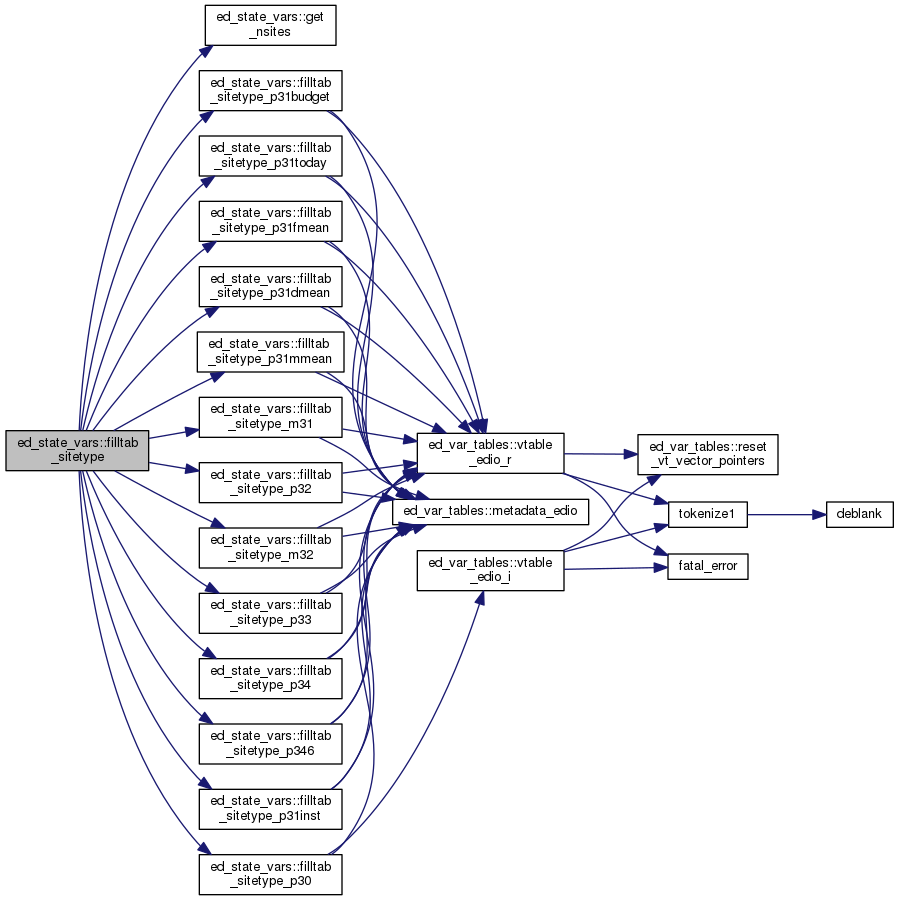 ed_state_vars::get
_nsites
ed_state_vars::filltab
_sitetype_p31budget
ed_state_vars::filltab
_sitetype_p31today
ed_state_vars::filltab
_sitetype_p31fmean
ed_state_vars::filltab
_sitetype_p31dmean
ed_state_vars::filltab
_sitetype_p31mmean
ed_state_vars::filltab
_sitetype_m31
ed_state_vars::filltab
_sitetype
ed_state_vars::filltab
_sitetype_p32
ed_state_vars::filltab
_sitetype_m32
ed_state_vars::filltab
_sitetype_p33
ed_state_vars::filltab
_sitetype_p34
ed_state_vars::filltab
_sitetype_p346
ed_state_vars::filltab
_sitetype_p31inst
ed_state_vars::filltab
_sitetype_p30
ed_var_tables::vtable
_edio_r
ed_var_tables::metadata_edio
ed_var_tables::vtable
_edio_i
ed_var_tables::reset
_vt_vector_pointers
tokenize1
fatal_error
deblank